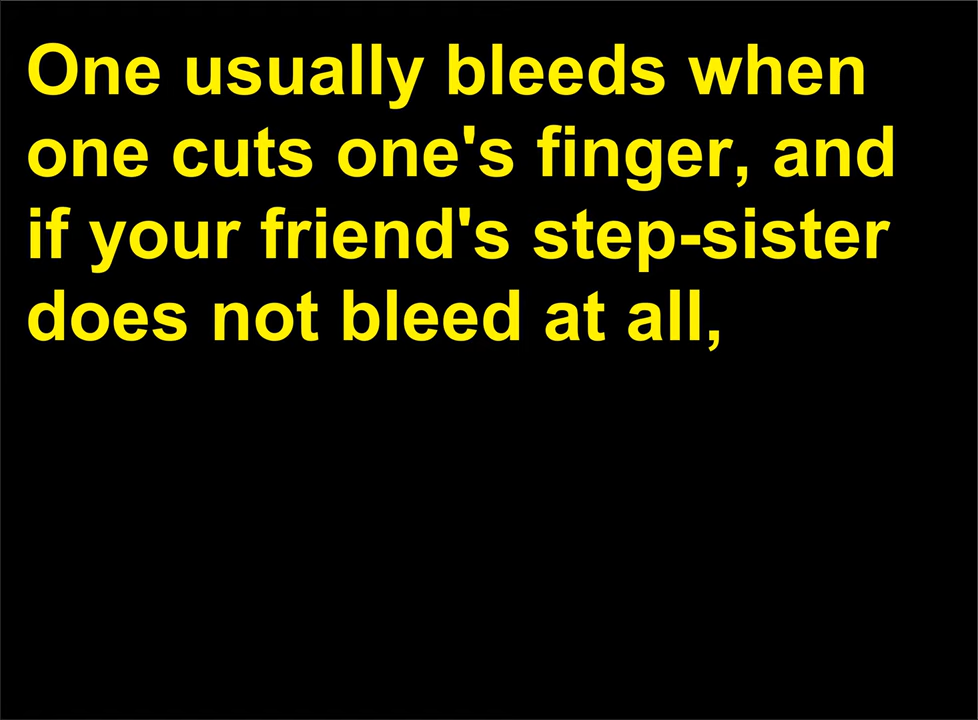 One usually bleeds when
one cuts one's finger, and
if your friend's step-sister
does not bleed at all,